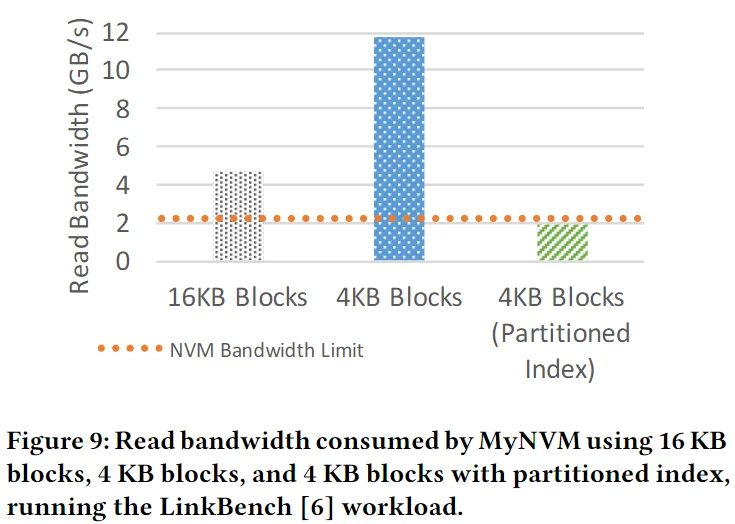 Read Bandwidth (GB/s)
12
10
8
6
4
2
0
16KB Blocks
4KB Blocks
4KB Blocks
(Partitioned
Index)
NVM Bandwidth Limit
Figure 9: Read bandwidth consumed by MyNVM using 16 KB
blocks, 4 KB blocks, and 4 KB blocks with partitioned index,
running the LinkBench [6] workload.